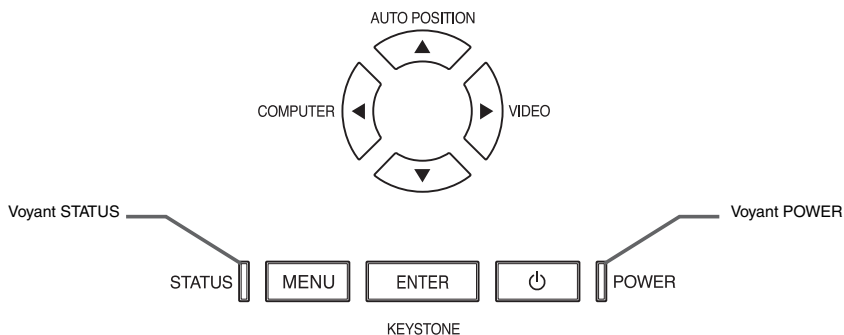 AUTO POSITION
COMPUTER VIDEO
Voyant STATUS Voyant POWER
STATUS MENU ENTER POWER
KEYSTONE